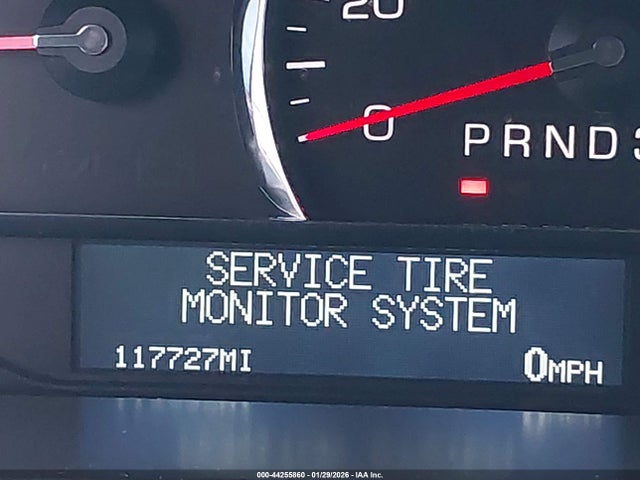 20
0
PRND3
SERVICE TIRE
MONITOR SYSTEM
117727MI 0MPH
000-44255860 - 01/29/2026 - IAA Inc.